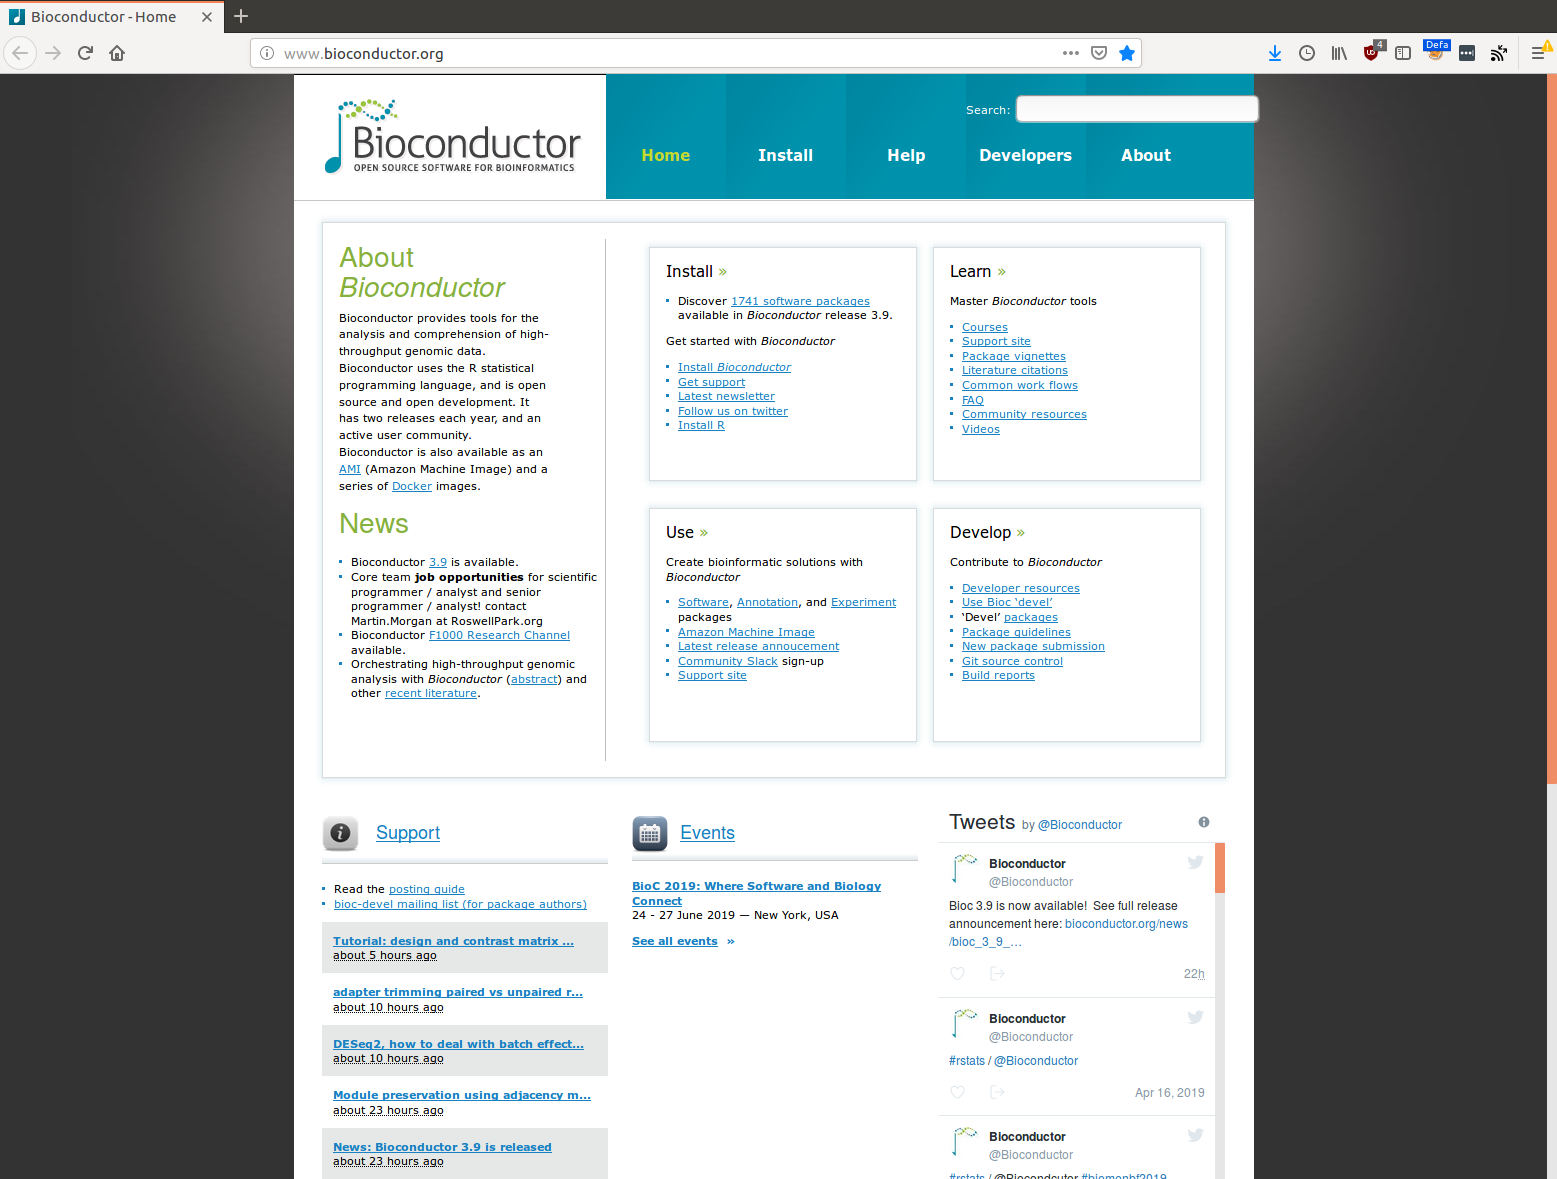 Bioconductor - Home
www.bioconductor.org
4
Defa
Bioconductor
OPEN SOURCE SOFTWARE FOR BIOINFORMATICS
Search:
Home
Install
Help
Developers
About
About
Bioconductor
Bioconductor provides tools for the
analysis and comprehension of high-
throughput genomic data.
Bioconductor uses the R statistical
programming language, and is open
source and open development. It
has two releases each year, and an
active user community.
Bioconductor is also available as an
AMI (Amazon Machine Image) and a
series of Docker images.
News
Bioconductor 3.9 is available.
Core team job opportunities for scientific
programmer / analyst and senior
programmer / analyst! contact
Martin.Morgan at RoswellPark.org
Bioconductor F1000 Research Channel
available.
Orchestrating high-throughput genomic
analysis with Bioconductor (abstract) and
other recent literature.
Install »
Discover 1741 software packages
available in Bioconductor release 3.9.
Get started with Bioconductor
Install Bioconductor
Get support
Latest newsletter
Follow us on twitter
Install R
Learn »
Master Bioconductor tools
Courses
Support site
Package vignettes
Literature citations
Common work flows
FAQ
Community resources
Videos
Use »
Create bioinformatic solutions with
Bioconductor
Software, Annotation, and Experiment
packages
Amazon Machine Image
Latest release annoucement
Community Slack sign-up
Support site
Develop »
Contribute to Bioconductor
Developer resources
Use Bioc ‘devel’
‘Devel’ packages
Package guidelines
New package submission
Git source control
Build reports
Support
Read the posting guide
bioc-devel mailing list (for package authors)
Tutorial: design and contrast matrix ...
about 5 hours ago
adapter trimming paired vs unpaired r...
about 10 hours ago
DESeq2, how to deal with batch effect...
about 10 hours ago
Module preservation using adjacency m...
about 23 hours ago
News: Bioconductor 3.9 is released
about 23 hours ago
Events
BioC 2019: Where Software and Biology
Connect
24 - 27 June 2019 — New York, USA
See all events »
Tweets by @Bioconductor
Bioconductor
@Bioconductor
Bioc 3.9 is now available! See full release
announcement here: bioconductor.org/news
/bioc_3_9_…
22h
Bioconductor
@Bioconductor
#rstats / @Bioconductor
Apr 16, 2019
Bioconductor
@Bioconductor
#rstats / @Biocondcutor #biomonbf2019